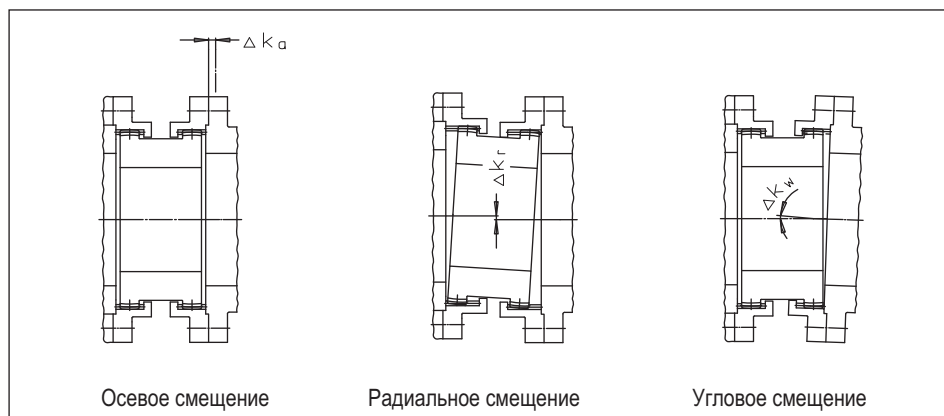 Δ ka
Δ kr
Δ kw
Осевое смещение
Радиальное смещение
Угловое смещение